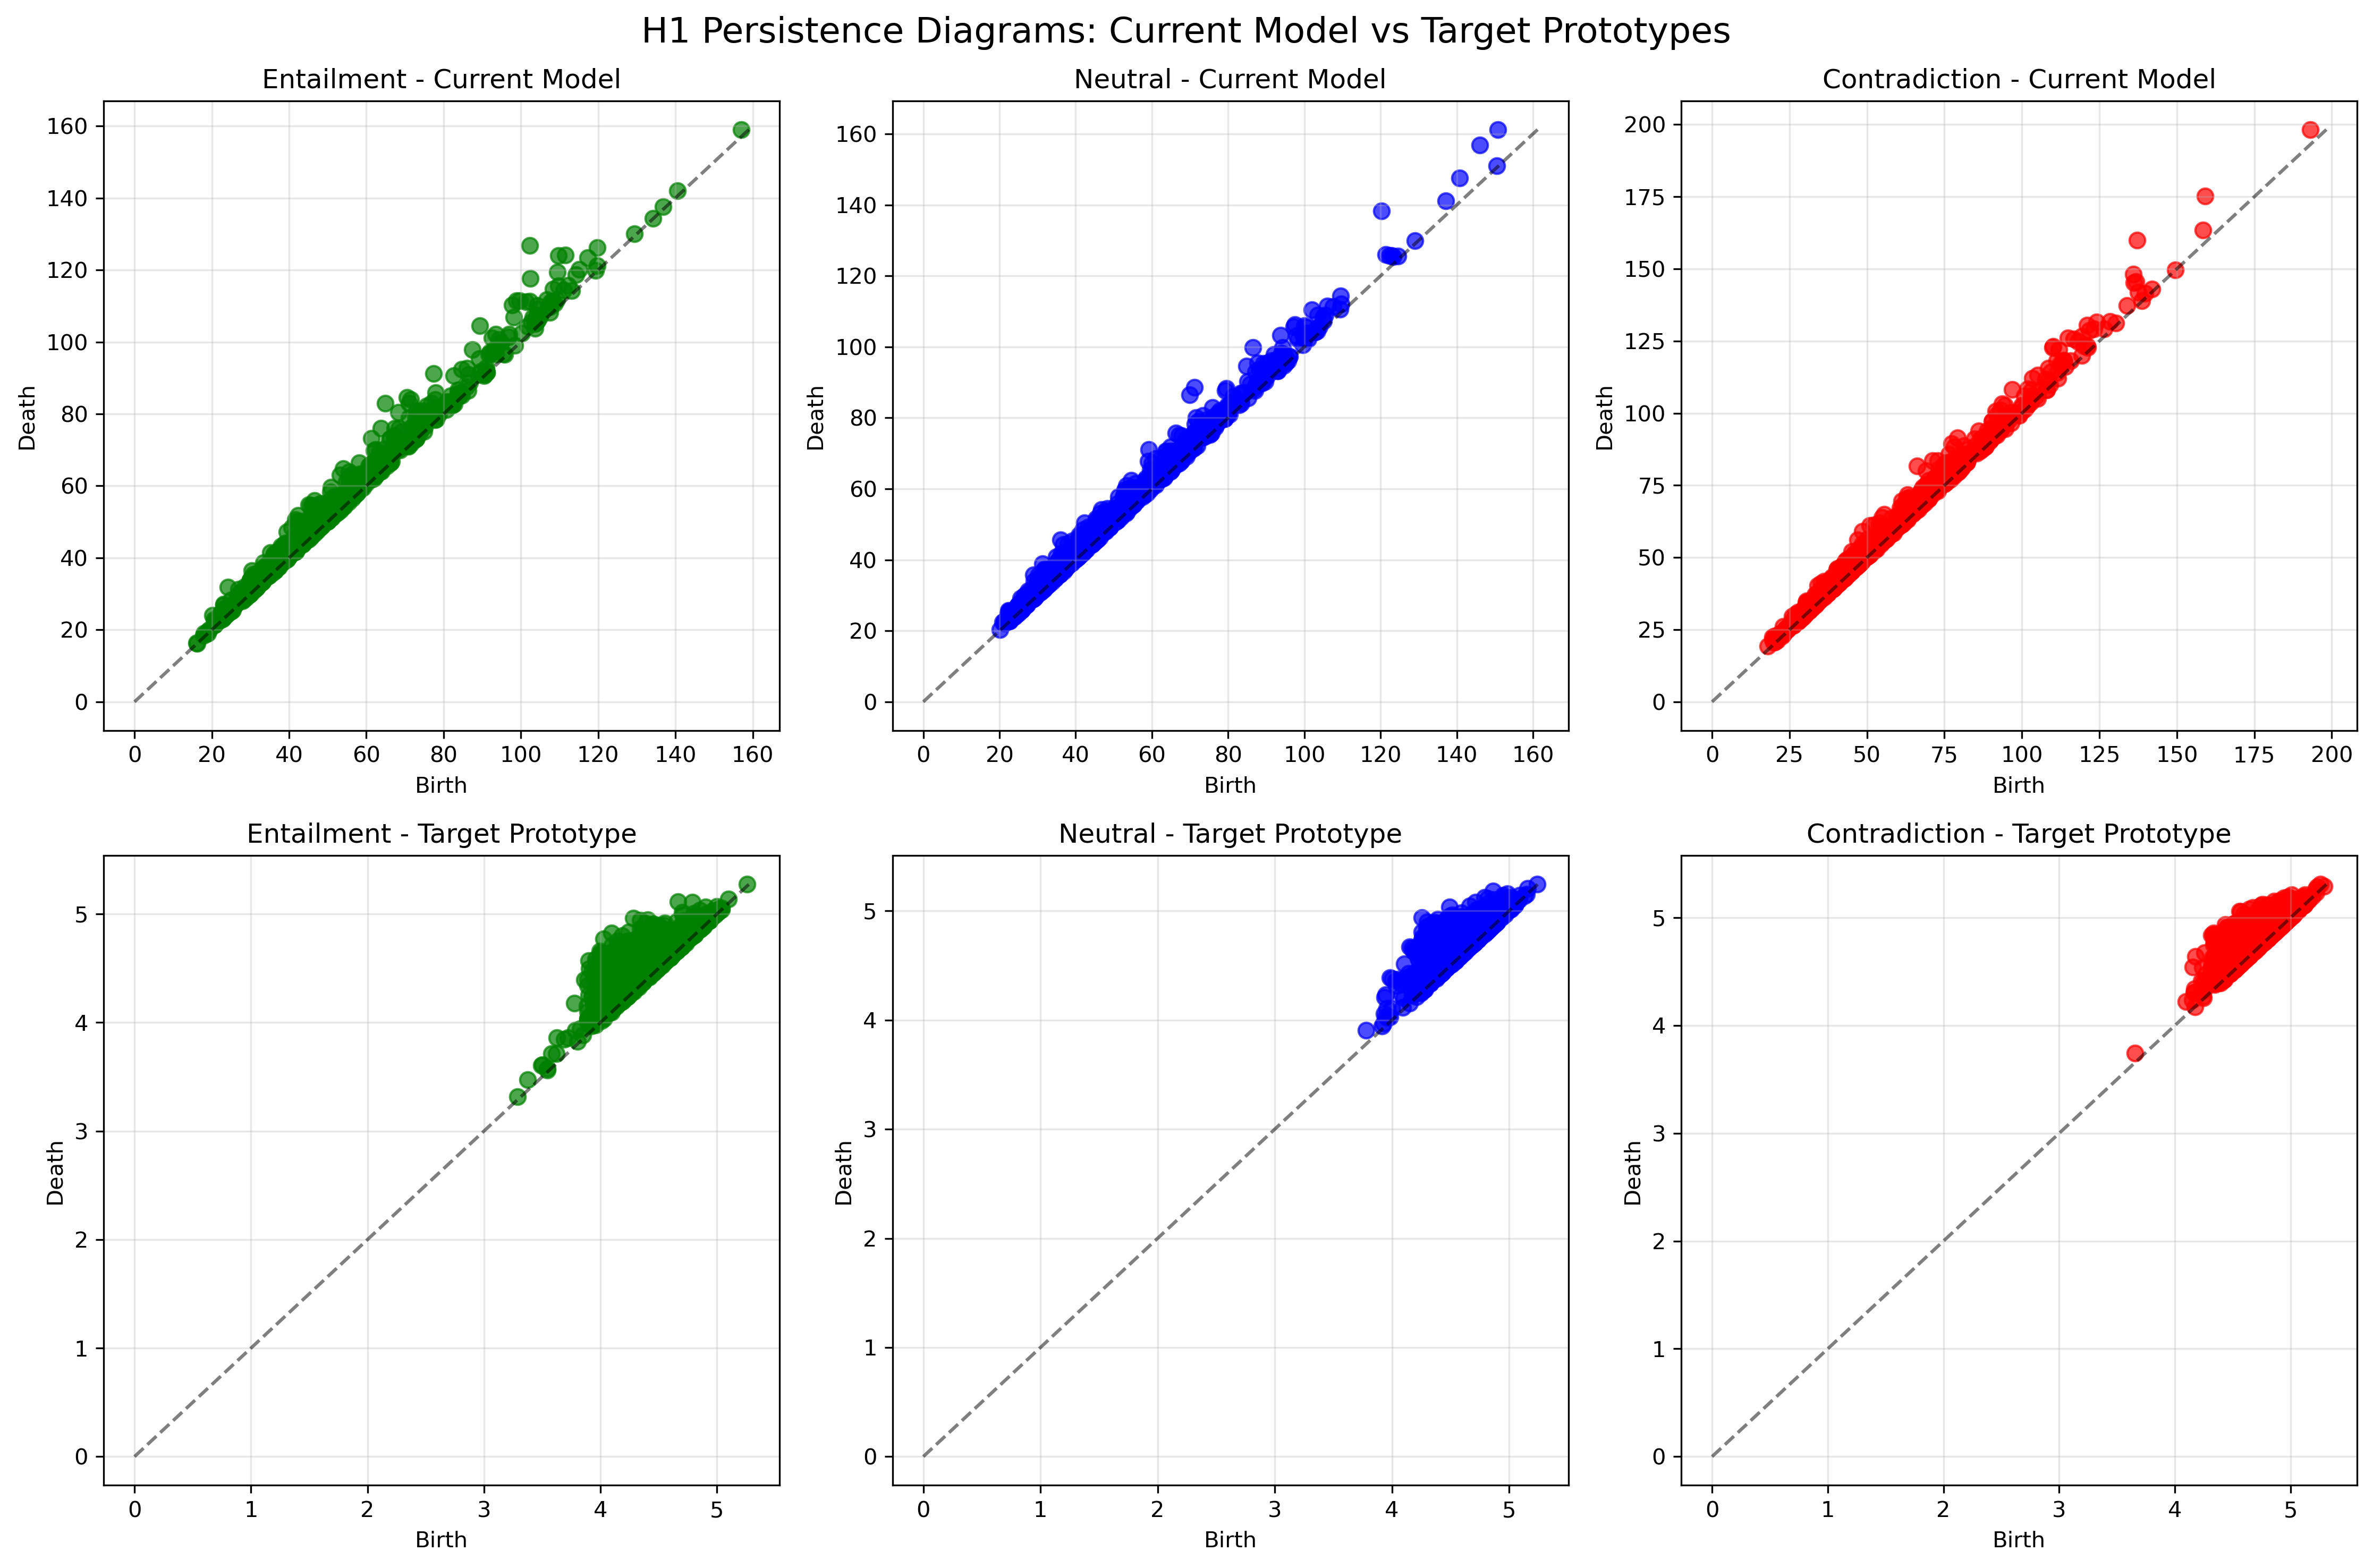 H1 Persistence Diagrams: Current Model vs Target Prototypes
Entailment - Current Model
Neutral - Current Model
Contradiction - Current Model
Death
160
140
120
100
80
60
40
20
0
0 20 40 60 80 100 120 140 160
Birth
Death
160
140
120
100
80
60
40
20
0
0 20 40 60 80 100 120 140 160
Birth
Death
200
175
150
125
100
75
50
25
0
0 25 50 75 100 125 150 175 200
Birth
Entailment - Target Prototype
Neutral - Target Prototype
Contradiction - Target Prototype
Death
5
4
3
2
1
0
0 1 2 3 4 5
Birth
Death
5
4
3
2
1
0
0 1 2 3 4 5
Birth
Death
5
4
3
2
1
0
0 1 2 3 4 5
Birth